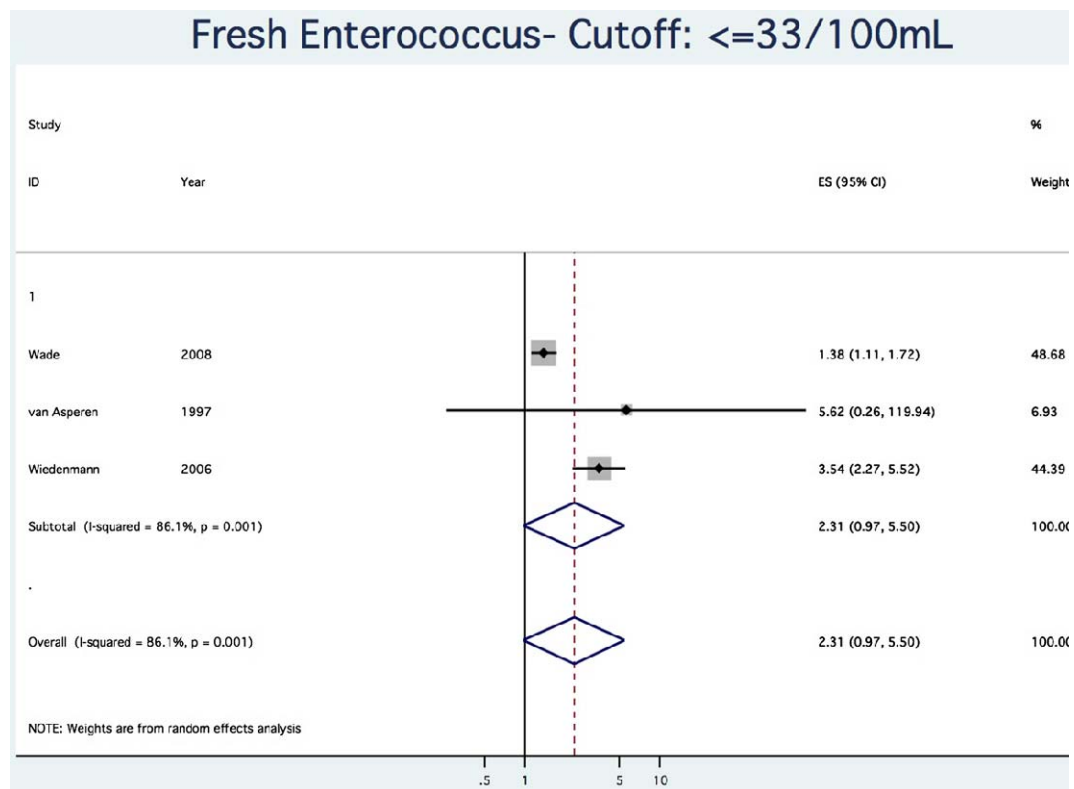 Fresh Enterococcus- Cutoff: <=33/100mL
Study %
ID Year ES (95% CI) Weight
1
Wade 2008 1.38 (1.11, 1.72) 48.68
van Asperen 1997 5.62 (0.26, 119.94) 6.93
Wiedenmann 2006 3.54 (2.27, 5.52) 44.39
Subtotal (I-squared = 86.1%, p = 0.001) 2.31 (0.97, 5.50) 100.00
.
Overall (I-squared = 86.1%, p = 0.001) 2.31 (0.97, 5.50) 100.00
NOTE: Weights are from random effects analysis
.5 1 5 10